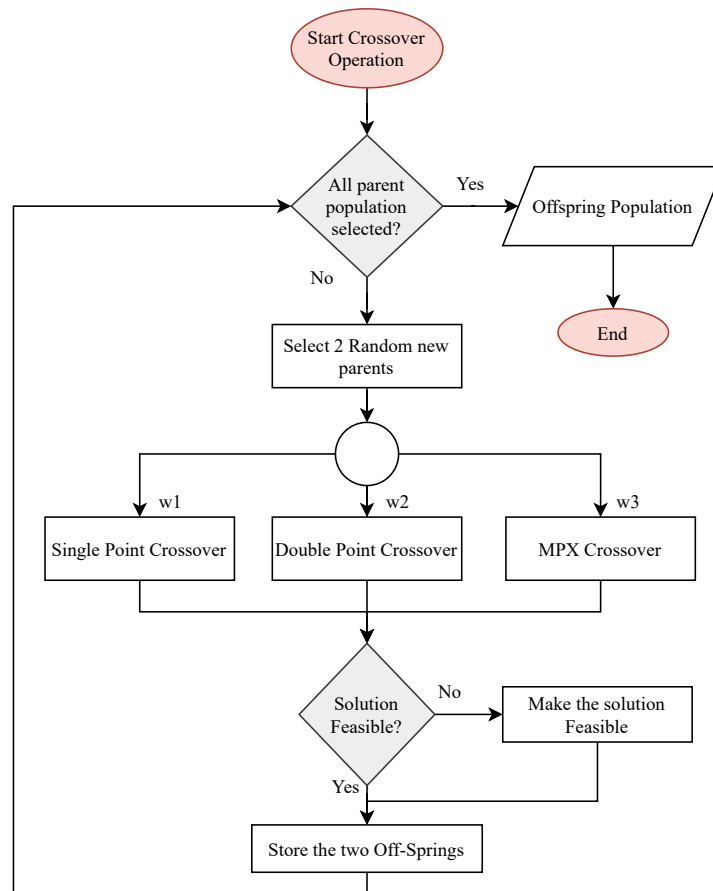 Start Crossover
Operation
All parent
population
selected?
Yes
Offspring Population
No
End
Select 2 Random new
parents
w1
w2
w3
Single Point Crossover
Double Point Crossover
MPX Crossover
Solution
Feasible?
No
Make the solution
Feasible
Yes
Store the two Off-Springs